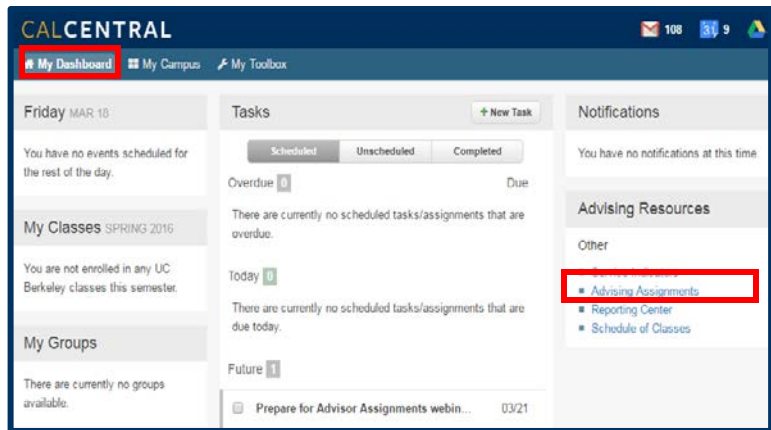 CALCENTRAL
108
31 9
My Dashboard
My Campus
My Toolbox
Friday MAR 18
You have no events scheduled for
the rest of the day.
My Classes SPRING 2016
You are not enrolled in any UC
Berkeley classes this semester.
My Groups
There are currently no groups
available.
Tasks
+ New Task
Scheduled
Unscheduled
Completed
Overdue 0
Due
There are currently no scheduled tasks/assignments that are
overdue.
Today 0
There are currently no scheduled tasks/assignments that are
due today.
Future 1
Prepare for Advisor Assignments webin...
03/21
Notifications
You have no notifications at this time.
Advising Resources
Other
Advising Assignments
Reporting Center
Schedule of Classes